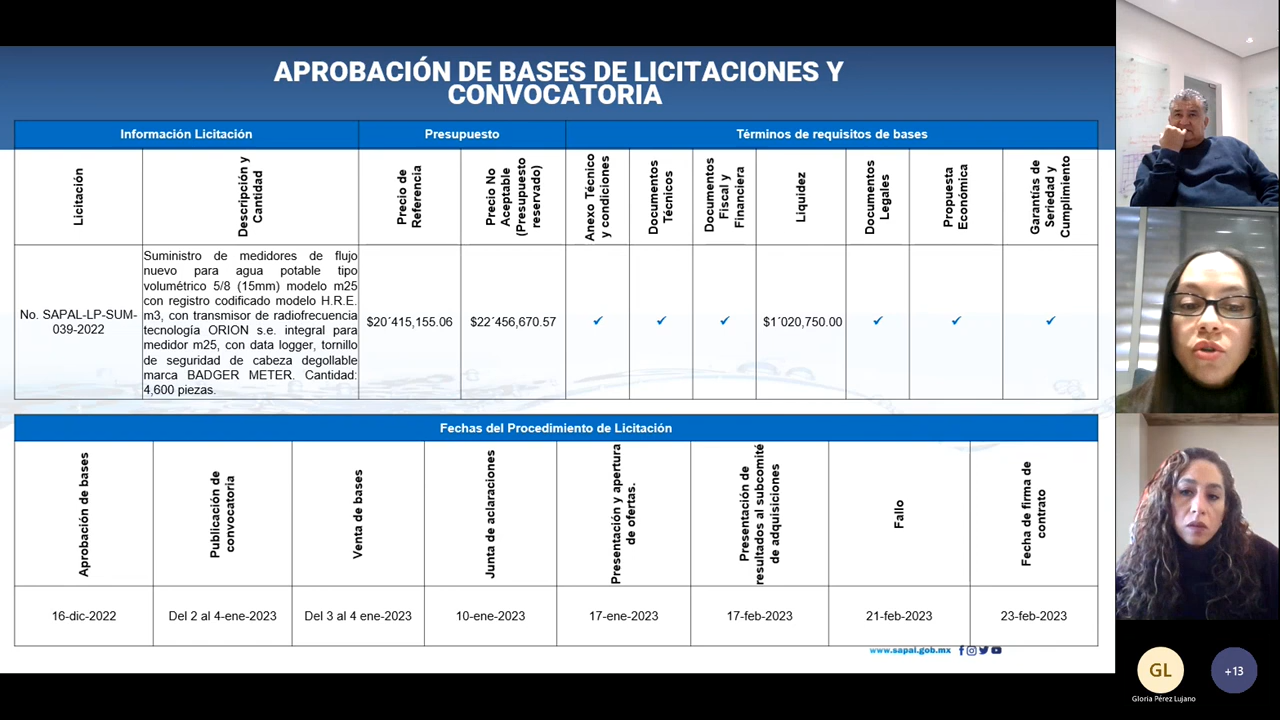 APROBACIÓN DE BASES DE LICITACIONES Y
CONVOCATORIA
Información Licitación
Presupuesto
Términos de requisitos de bases
Licitación
Descripción y
Cantidad
Precio de
Referencia
Precio No
Aceptable
(Presupuesto
reservado)
Anexo Técnico
y condiciones
Documentos
Técnicos
Documentos
Fiscal y
Financiera
Liquidez
Documentos
Legales
Propuesta
Económica
Garantías de
Seriedad y
Cumplimiento
No. SAPAL-LP-SUM-
039-2022
Suministro de medidores de flujo
nuevo para agua potable tipo
volumétrico 5/8 (15mm) modelo m25
con registro codificado modelo H.R.E.
m3, con transmisor de radiofrecuencia
tecnología ORION s.e. integral para
medidor m25, con data logger, tornillo
de seguridad de cabeza degollable
marca BADGER METER. Cantidad:
4,600 piezas.
$20´415,155.06
$22´456,670.57
✓
✓
✓
$1´020,750.00
✓
✓
✓
Fechas del Procedimiento de Licitación
Aprobación de bases
Publicación de
convocatoria
Venta de bases
Junta de aclaraciones
Presentación y apertura
de ofertas.
Presentación de
resultados al subcomité
de adquisiciones
Fallo
Fecha de firma de
contrato
16-dic-2022
Del 2 al 4-ene-2023
Del 3 al 4 ene-2023
10-ene-2023
17-ene-2023
17-feb-2023
21-feb-2023
23-feb-2023
www.sapal.gob.mx
GL
+13
Gloria Pérez Lujano